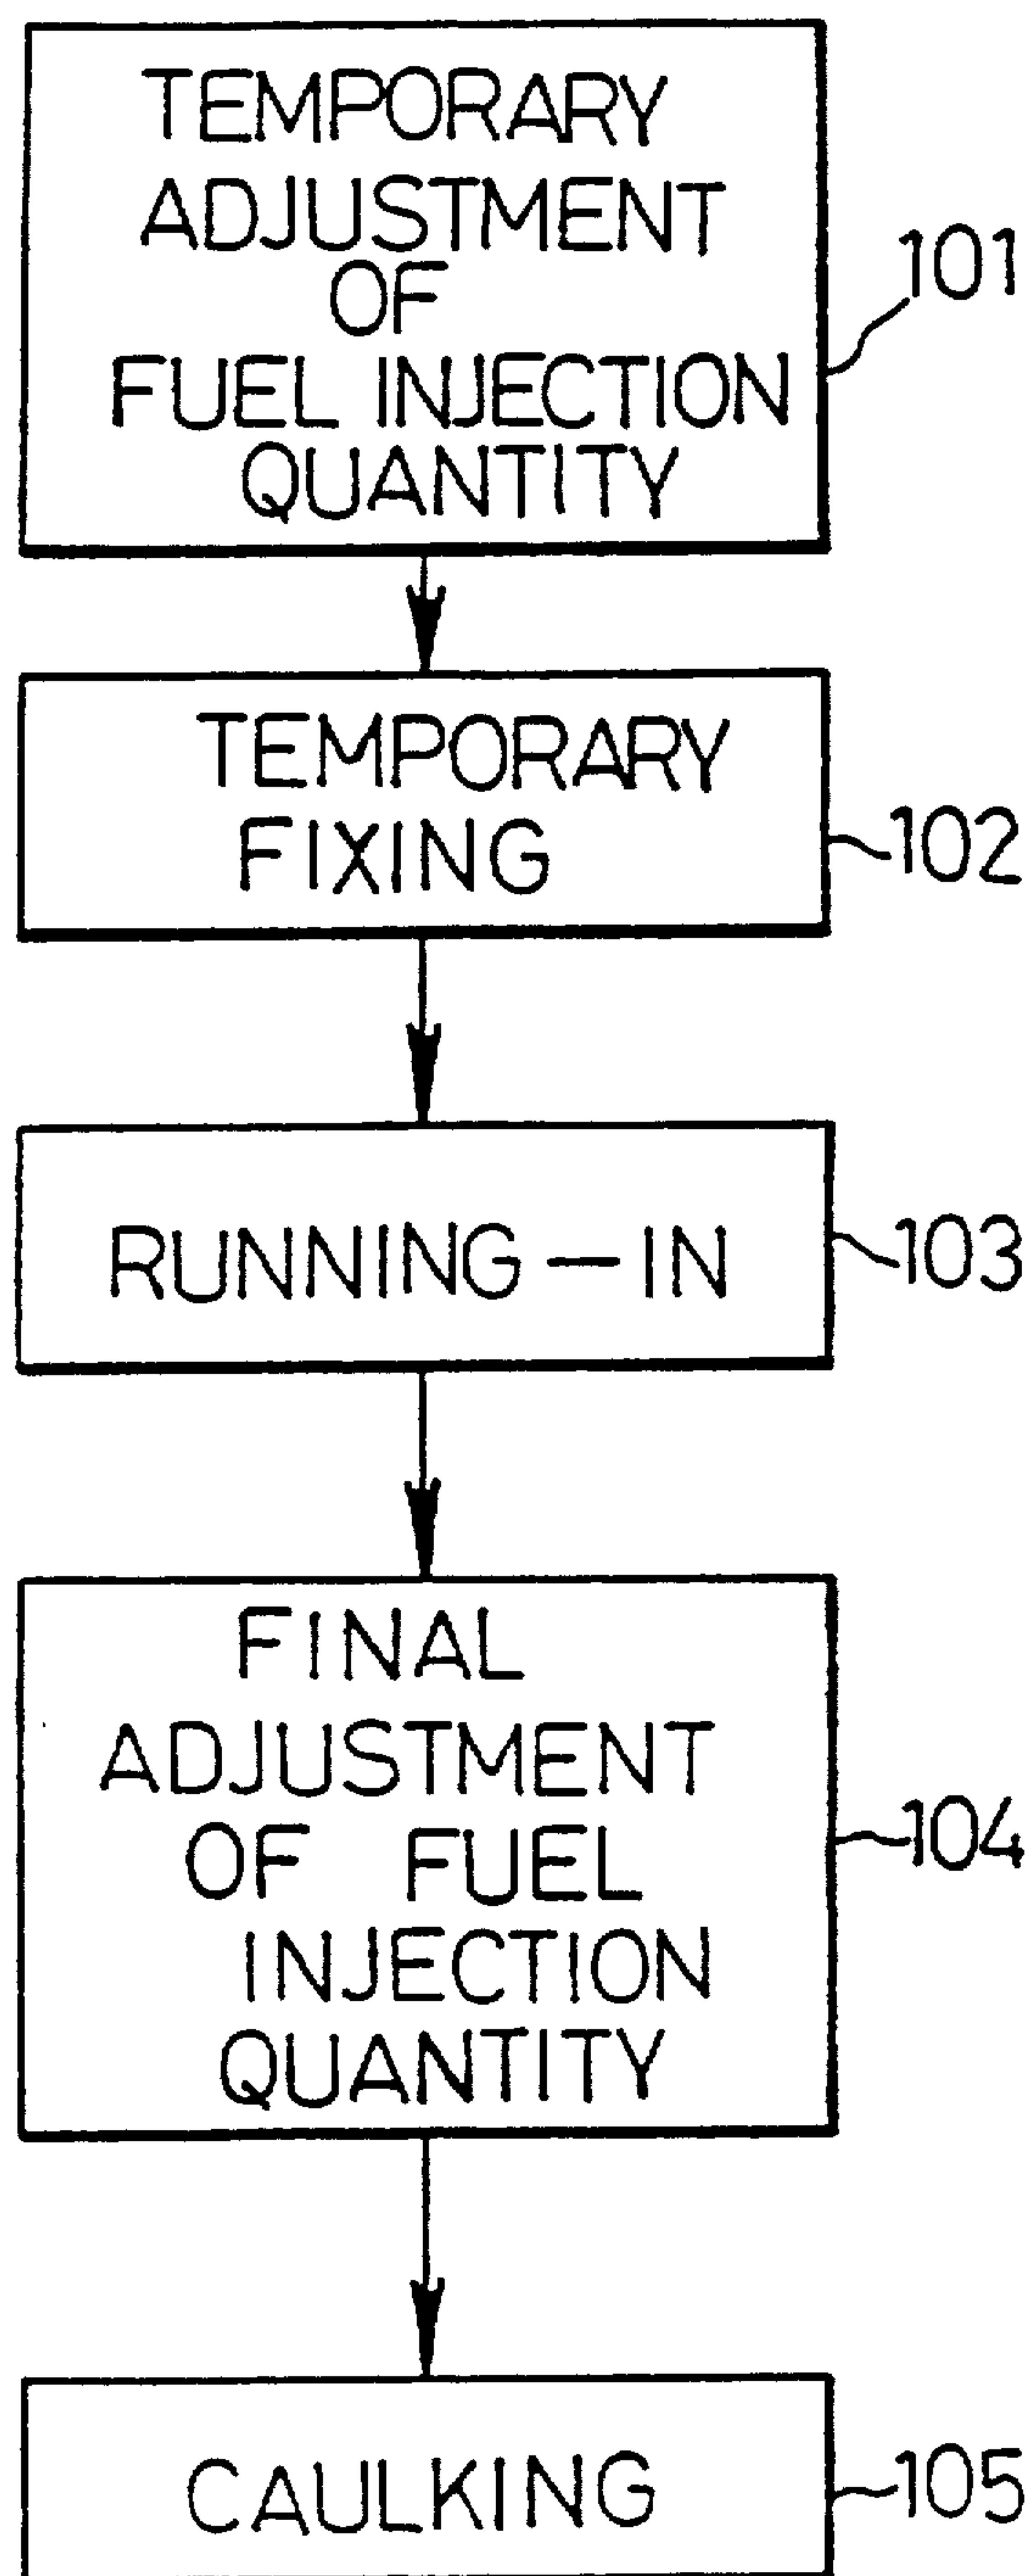 TEMPORARY
ADJUSTMENT
OF
FUEL INJECTION
QUANTITY
101
TEMPORARY
FIXING
102
RUNNING-IN
103
FINAL
ADJUSTMENT
OF FUEL
INJECTION
QUANTITY
104
CAULKING
105